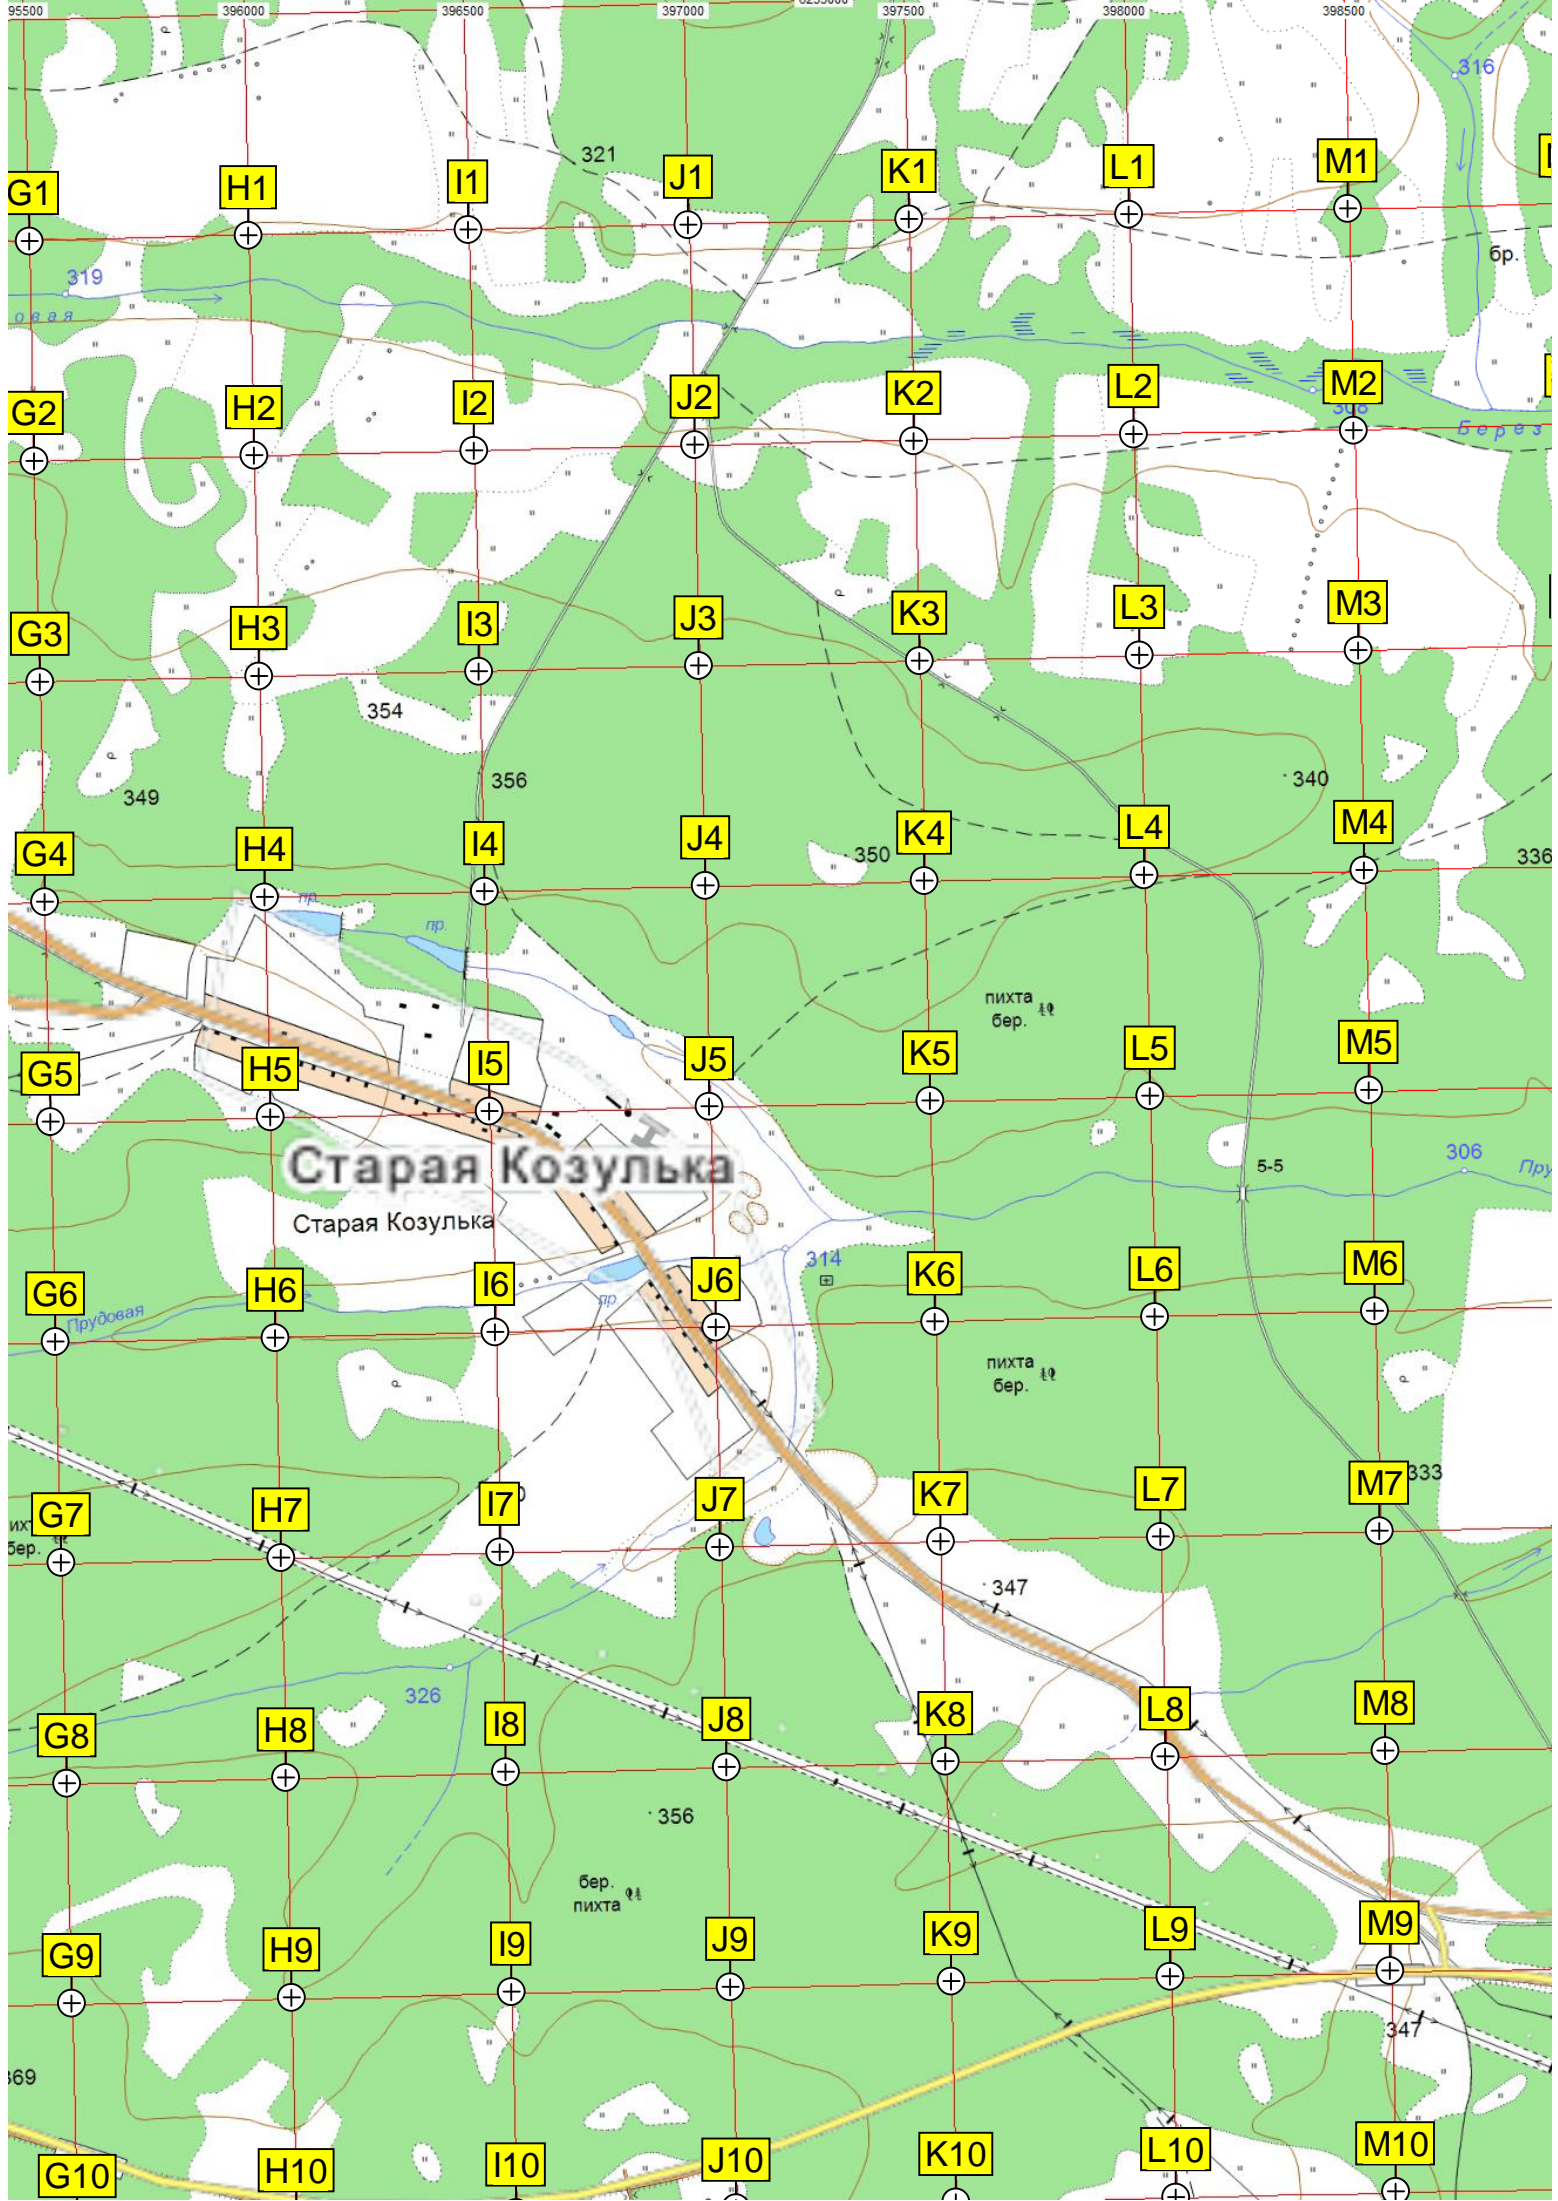 95500 396000 396500 397000 397500 398000 398500
316
321
G1 H1 I1 J1 K1 L1 M1
бр.
319
овая
G2 H2 I2 J2 K2 L2 M2
308
Берез
G3 H3 I3 J3 K3 L3 M3
354
356
340
349
G4 H4 I4 J4 K4 L4 M4
350
336
пр.
пр.
пихта
бер.
G5 H5 I5 J5 K5 L5 M5
306
5-5
Пру
Старая Козулька
Старая Козулька
314
G6 H6 I6 J6 K6 L6 M6
Прудовая
пр.
пихта
бер.
333
G7 H7 I7 J7 K7 L7 M7
бер.
347
326
G8 H8 I8 J8 K8 L8 M8
356
бер.
пихта
G9 H9 I9 J9 K9 L9 M9
347
369
G10 H10 I10 J10 K10 L10 M10